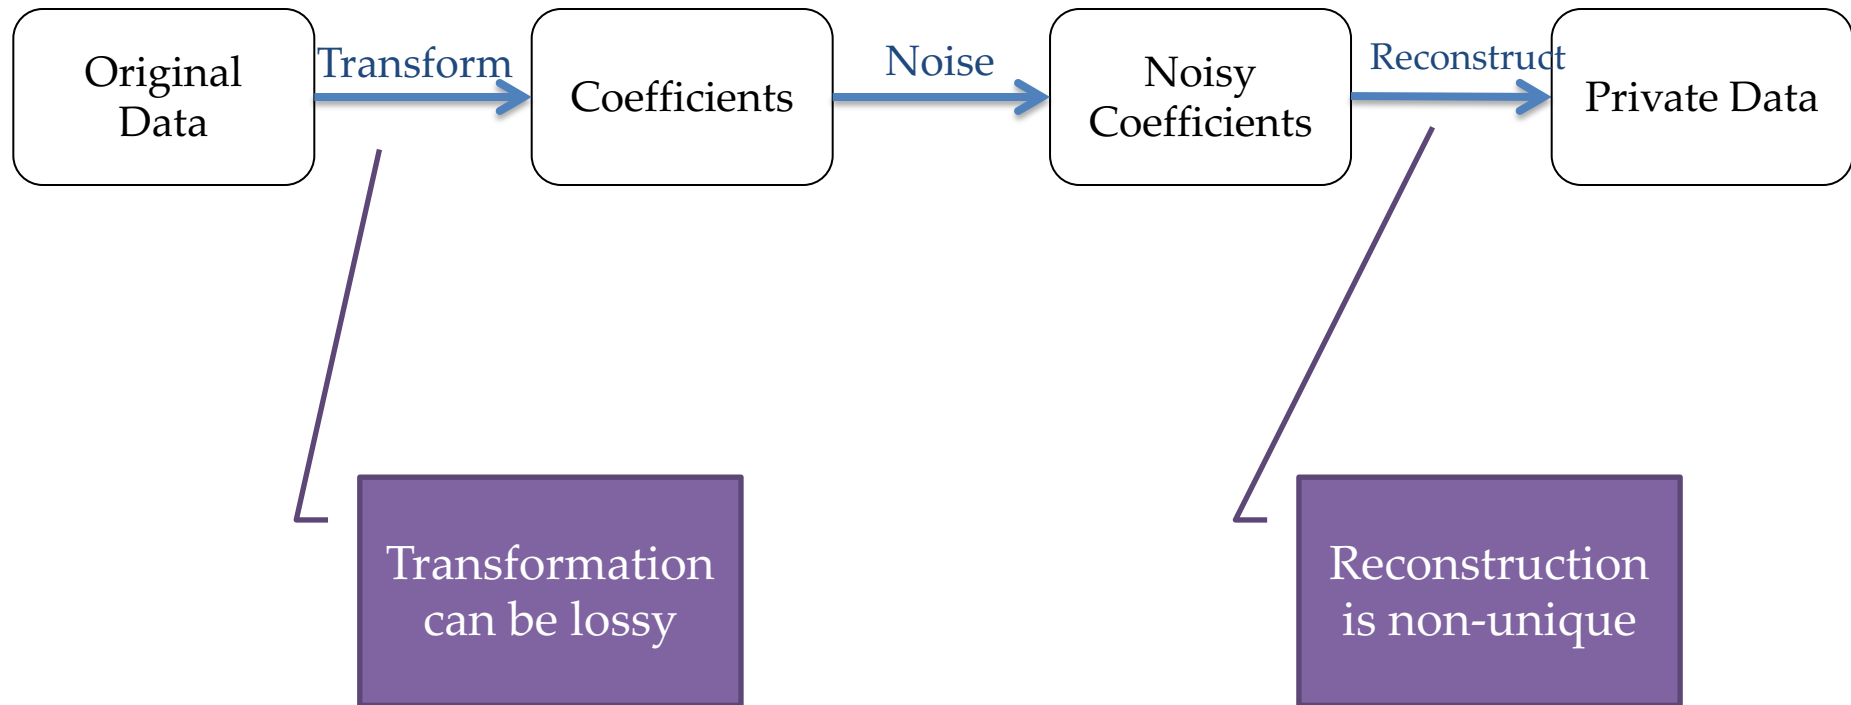 Original
Data
Transform
Coefficients
Noise
Noisy
Coefficients
Reconstruct
Private Data
Transformation
can be lossy
Reconstruction
is non-unique